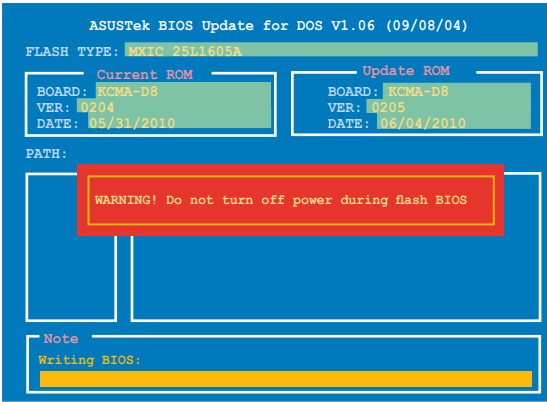 ASUSTek BIOS Update for DOS V1.06 (09/08/04)
FLASH TYPE: MXIC 25L1605A
Current ROM
BOARD: KCMA-D8
VER: 0204
DATE: 05/31/2010
Update ROM
BOARD: KCMA-D8
VER: 0205
DATE: 06/04/2010
PATH:
WARNING! Do not turn off power during flash BIOS
Note
Writing BIOS: